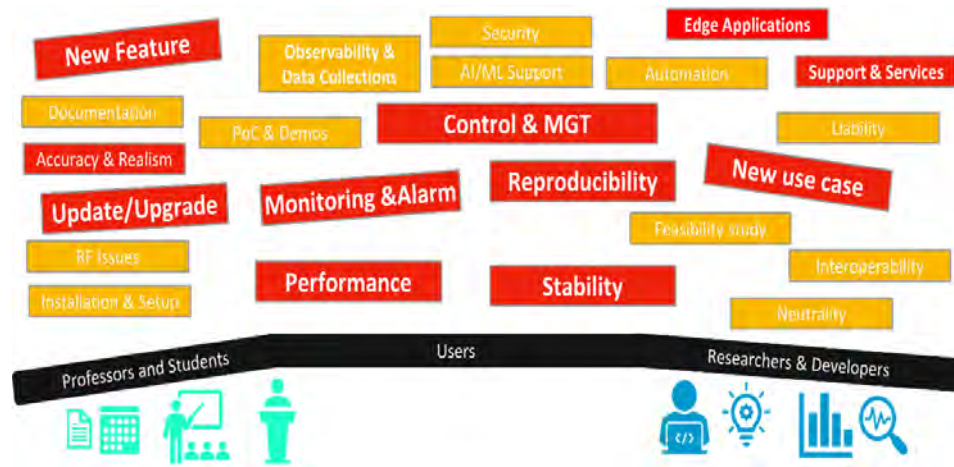 New Feature
Observability &
Data Collections
Security
AI/ML Support
Edge Applications
Automation
Support & Services
Documentation
PoC & Demos
Control & MGT
Liability
Accuracy & Realism
Update/Upgrade
Monitoring &Alarm
Reproducibility
New use case
RF Issues
Feasibility study
Interoperability
Installation & Setup
Performance
Stability
Neutrality
Professors and Students
Users
Researchers & Developers
</>